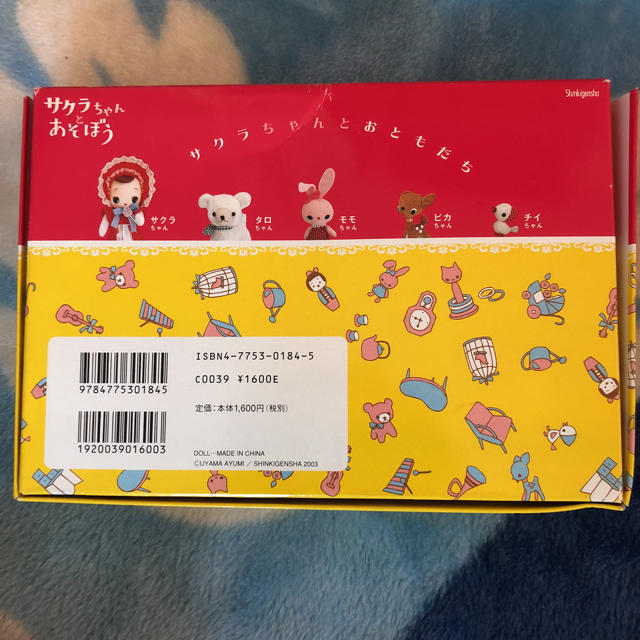 Shinkigensha
サクラちゃん
と
あそぼう
サクラちゃんとおともだち
サクラ
ちゃん
タロ
ちゃん
モモ
ちゃん
ピカ
ちゃん
チイ
ちゃん
ISBN4-7753-0184-5
C0039 ¥1600E
定価:本体1,600円(税別)
9784775301845
1920039016003
DOLL…MADE IN CHINA
©UYAMA AYUMI / SHINKIGENSHA 2003